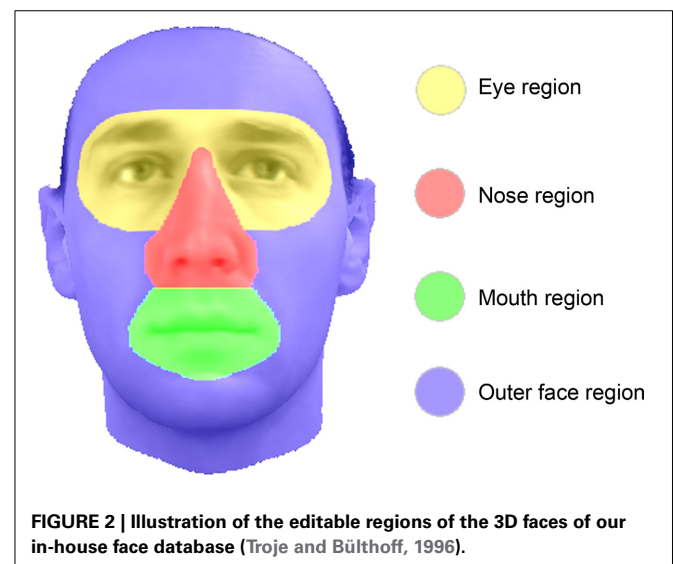 Eye region
Nose region
Mouth region
Outer face region
FIGURE 2 | Illustration of the editable regions of the 3D faces of our
in-house face database (Troje and Bülthoff, 1996).